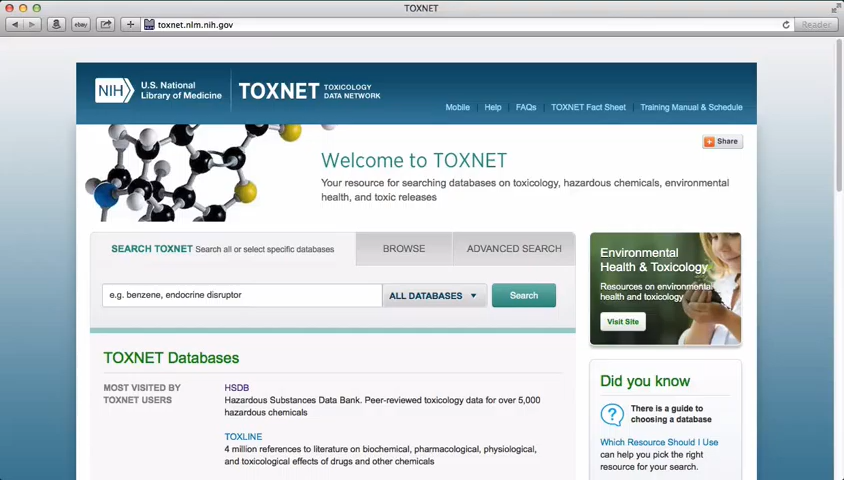 TOXNET
ebay
toxnet.nlm.nih.gov
Reader
NIH
U.S. National
Library of Medicine
TOXNET
TOXICOLOGY
DATA NETWORK
Mobile
Help
FAQs
TOXNET Fact Sheet
Training Manual & Schedule
Share
Welcome to TOXNET
Your resource for searching databases on toxicology, hazardous chemicals, environmental
health, and toxic releases
SEARCH TOXNET Search all or select specific databases
BROWSE
ADVANCED SEARCH
e.g. benzene, endocrine disruptor
ALL DATABASES
Search
Environmental
Health & Toxicology
Resources on environmental
health and toxicology
Visit Site
TOXNET Databases
MOST VISITED BY
TOXNET USERS
HSDB
Hazardous Substances Data Bank. Peer-reviewed toxicology data for over 5,000
hazardous chemicals
TOXLINE
4 million references to literature on biochemical, pharmacological, physiological,
and toxicological effects of drugs and other chemicals
Did you know
?
There is a guide to
choosing a database
Which Resource Should I Use
can help you pick the right
resource for your search.